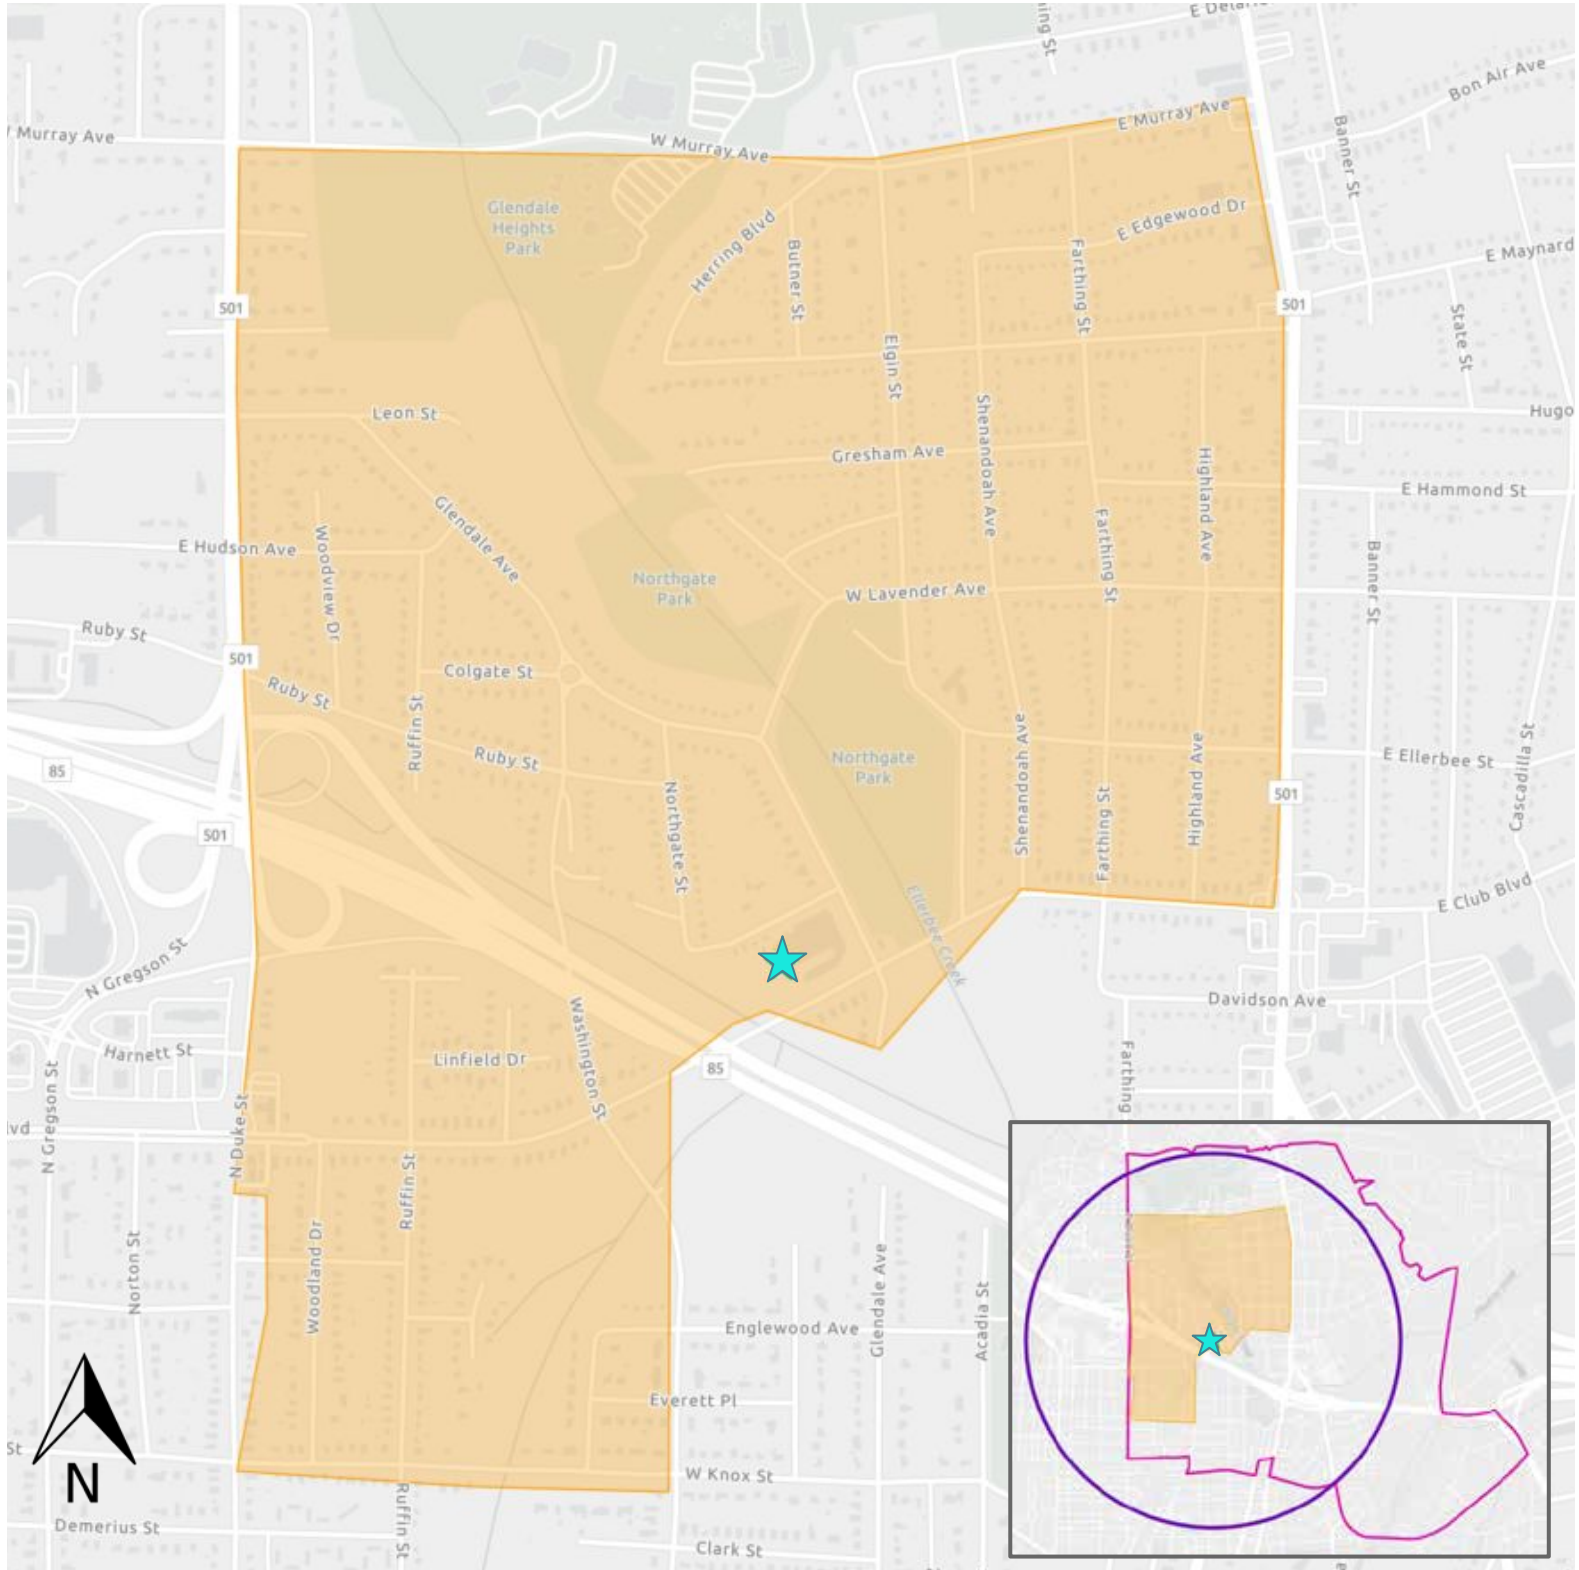 E Murray Ave
W Murray Ave
Bon Air Ave
Banner St
Glendale
Heights
Park
Herring Blvd
Butner St
E Edgewood Dr
Farthing St
E Maynard
501
501
State St
Elgin St
Leon St
Hugo
Shenandoah Ave
Gresham Ave
Highland Ave
E Hammond St
Glendale Ave
Farthing St
E Hudson Ave
Woodview Dr
Banner St
Northgate
Park
W Lavender Ave
Ruby St
501
Colgate St
Ruby St
Ruffin St
Ruby St
Northgate
Park
Shenandoah Ave
Highland Ave
E Ellerbee St
Cascadilla St
85
Northgate St
Farthing St
501
501
Ellerbee Creek
E Club Blvd
N Gregson St
Davidson Ave
Washington St
Harnett St
Linfield Dr
85
Farthing
N Gregson St
N Duke St
vd
Ruffin St
Norton St
Woodland Dr
Glendale Ave
Acadia St
Englewood Ave
Everett Pl
St
W Knox St
N
Ruffin St
Demerius St
Clark St